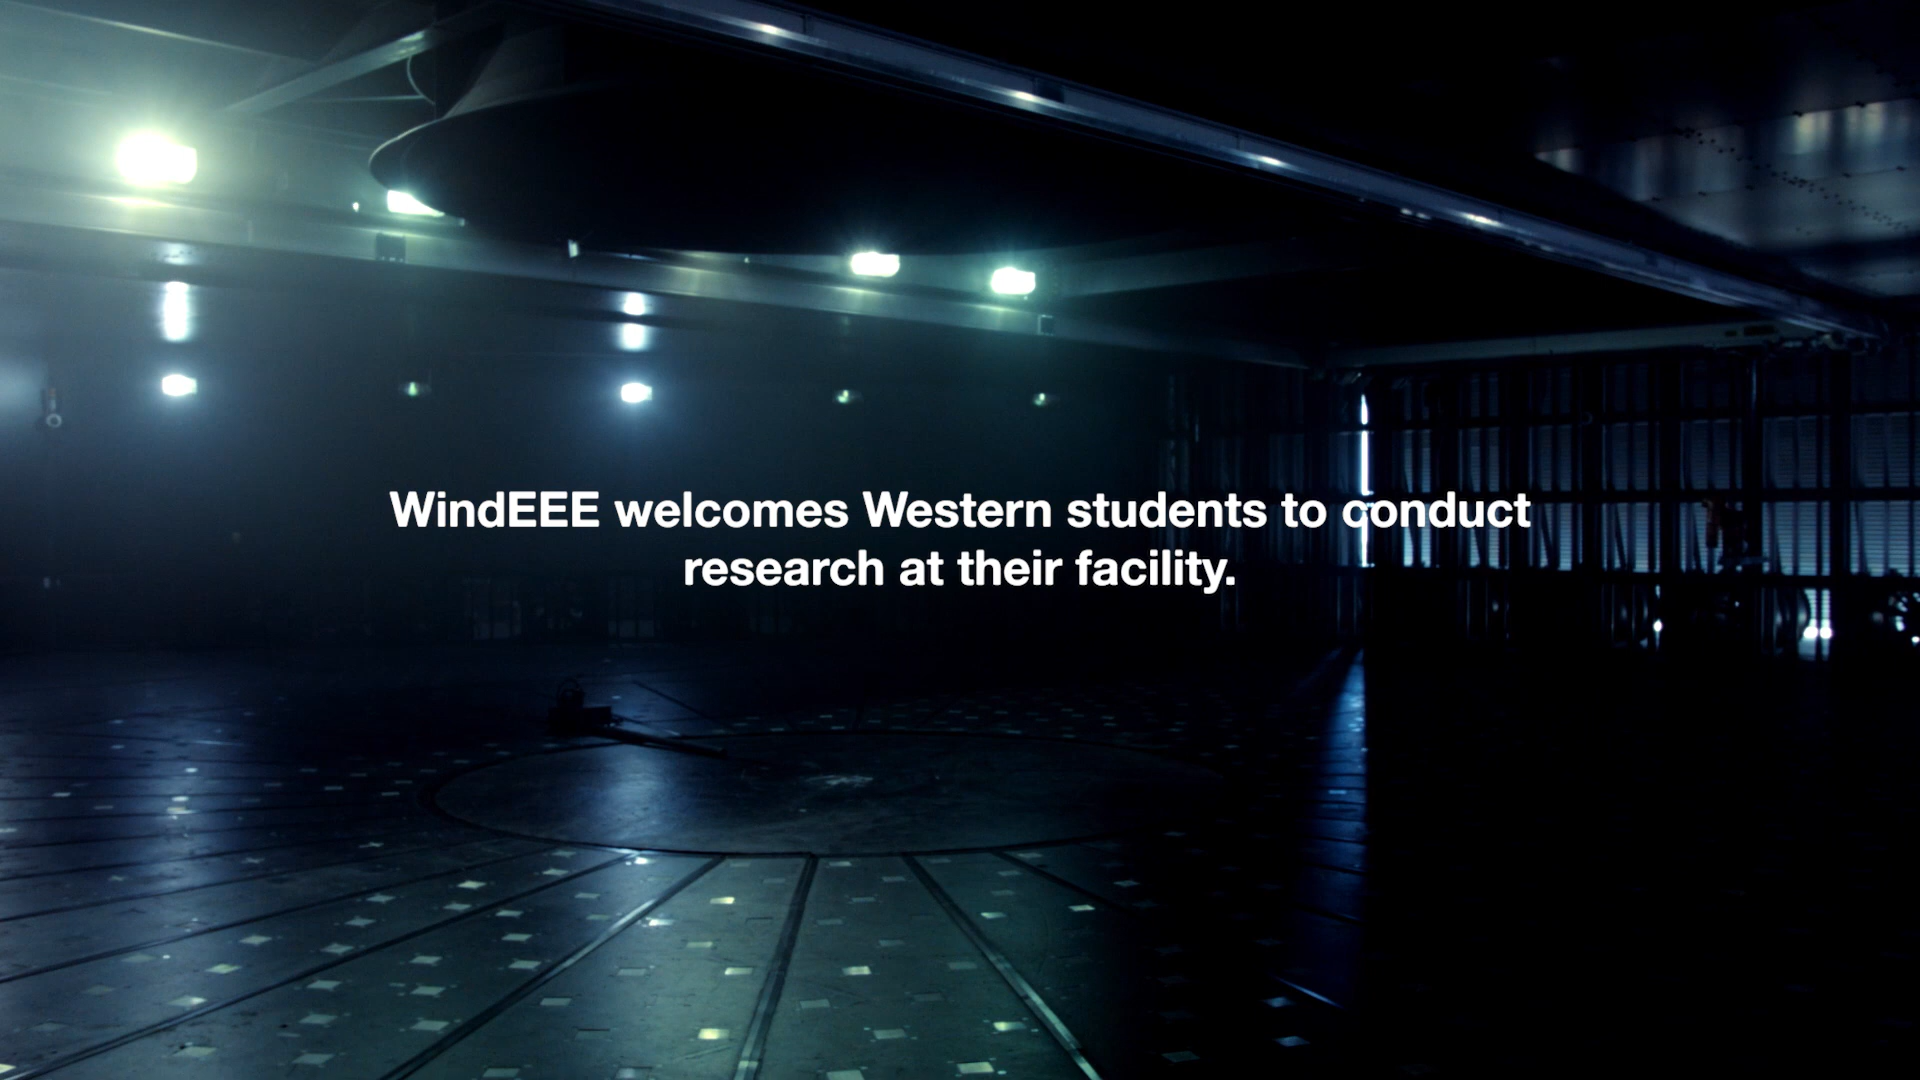 WindEEE welcomes Western students to conduct
research at their facility.